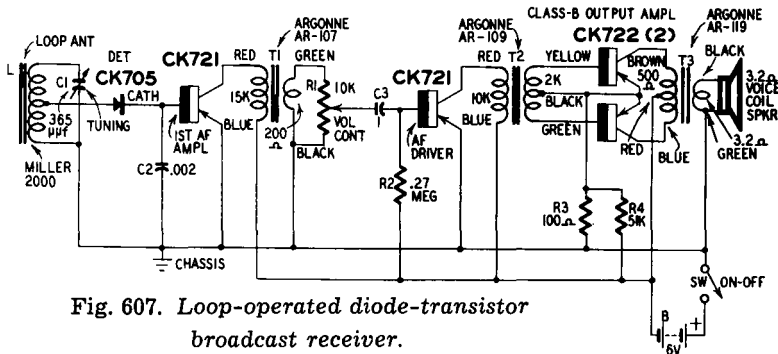 L
LOOP ANT
C1
365
μμf
TUNING
MILLER
2000
DET
CK705
CATH
C2
.002
CHASSIS
CK721
1ST AF
AMPL
RED
15K
BLUE
T1
ARGONNE
AR-107
GREEN
200
Ω
BLACK
R1
10K
VOL
CONT
C3
1
R2
.27
MEG
CK721
AF
DRIVER
RED
10K
BLUE
ARGONNE
AR-109
T2
YELLOW
2K
BLACK
GREEN
CLASS-B OUTPUT AMPL
CK722 (2)
BROWN
500
Ω
RED
BLUE
R3
100Ω
R4
51K
T3
ARGONNE
AR-119
BLACK
GREEN
3.2Ω
VOICE
COIL
SPKR
3.2Ω
SW
ON-OFF
B
6V
+
Fig. 607. Loop-operated diode-transistor
broadcast receiver.